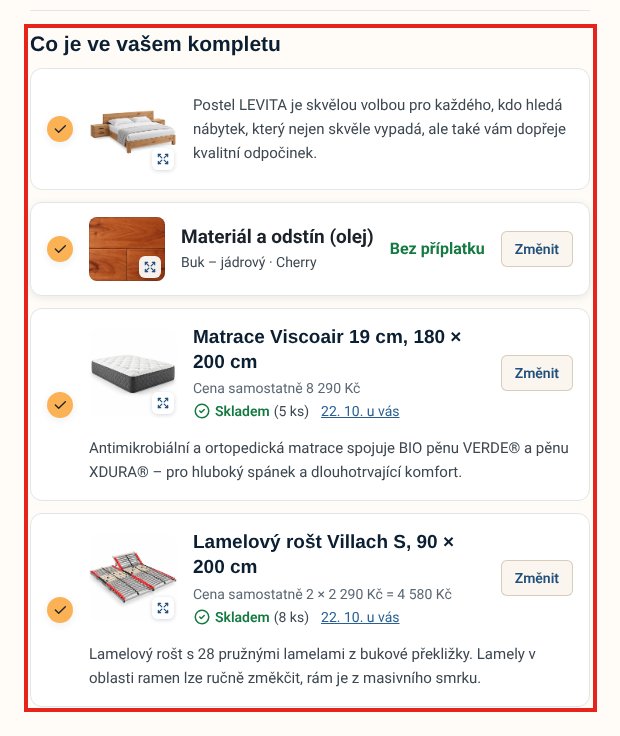 Co je ve vašem kompletu
Postel LEVITA je skvělou volbou pro každého, kdo hledá
nábytek, který nejen skvěle vypadá, ale také vám dopřeje
kvalitní odpočinek.
Materiál a odstín (olej)
Buk – jádrový · Cherry
Bez příplatku
Změnit
Matrace Viscoair 19 cm, 180 ×
200 cm
Cena samostatně 8 290 Kč
Skladem (5 ks) 22. 10. u vás
Změnit
Antimikrobiální a ortopedická matrace spojuje BIO pěnu VERDE® a pěnu
XDURA® – pro hluboký spánek a dlouhotrvající komfort.
Lamelový rošt Villach S, 90 ×
200 cm
Cena samostatně 2 × 2 290 Kč = 4 580 Kč
Skladem (8 ks) 22. 10. u vás
Změnit
Lamelový rošt s 28 pružnými lamelami z bukové překližky. Lamely v
oblasti ramen lze ručně změkčit, rám je z masivního smrku.